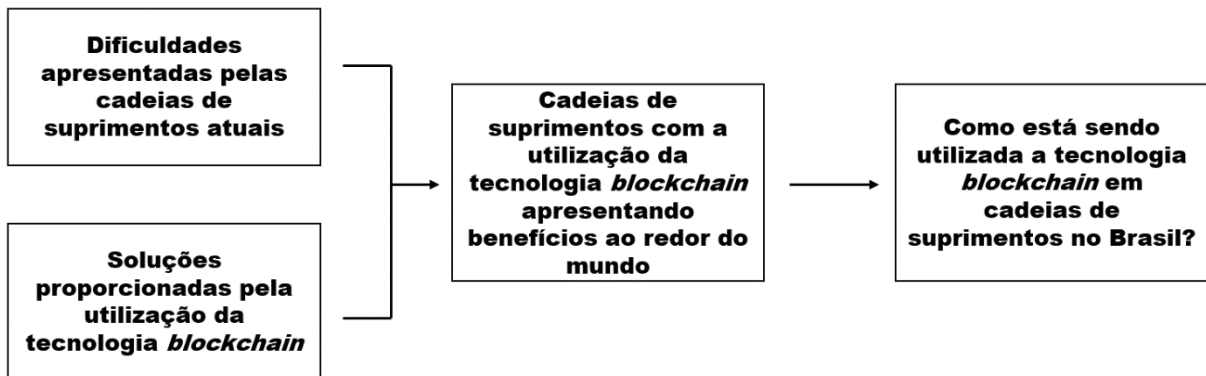 Dificuldades
apresentadas pelas
cadeias de
suprimentos atuais
Soluções
proporcionadas pela
utilização da
tecnologia blockchain
Cadeias de
suprimentos com a
utilização da
tecnologia blockchain
apresentando
benefícios ao redor do
mundo
Como está sendo
utilizada a tecnologia
blockchain em
cadeias de
suprimentos no Brasil?